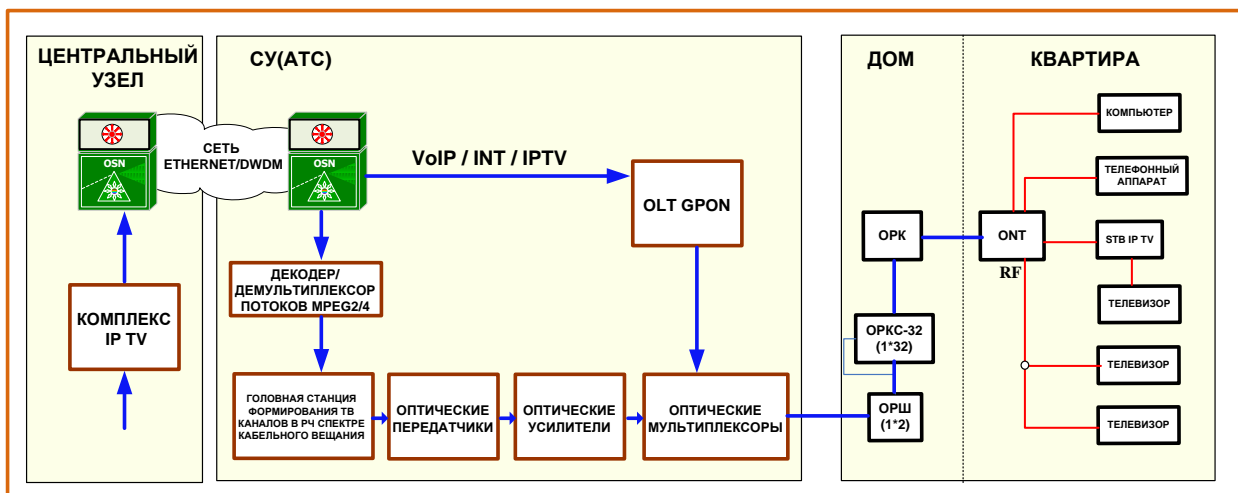 ЦЕНТРАЛЬНЫЙ
УЗЕЛ
OSN
КОМПЛЕКС
IP TV
СЕТЬ
ETHERNET/DWDM
СУ(АТС)
OSN
VoIP / INT / IPTV
OLT GPON
ДЕКОДЕР/
ДЕМУЛЬТИПЛЕКСОР
ПОТОКОВ MPEG2/4
ГОЛОВНАЯ СТАНЦИЯ
ФОРМИРОВАНИЯ ТВ
КАНАЛОВ В РЧ СПЕКТРЕ
КАБЕЛЬНОГО ВЕЩАНИЯ
ОПТИЧЕСКИЕ
ПЕРЕДАТЧИКИ
ОПТИЧЕСКИЕ
УСИЛИТЕЛИ
ОПТИЧЕСКИЕ
МУЛЬТИПЛЕКСОРЫ
ДОМ
ОРК
ОРКС-32
(1*32)
ОРШ
(1*2)
КВАРТИРА
ONT
RF
КОМПЬЮТЕР
ТЕЛЕФОННЫЙ
АППАРАТ
STB IP TV
ТЕЛЕВИЗОР
ТЕЛЕВИЗОР
ТЕЛЕВИЗОР